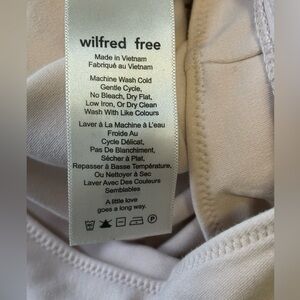 wilfred free
Made in Vietnam
Fabriqué au Vietnam
Machine Wash Cold
Gentle Cycle,
No Bleach, Dry Flat,
Low Iron, Or Dry Clean
Wash With Like Colours
Laver À La Machine À L'eau
Froide Au
Cycle Délicat,
Pas De Blanchiment,
Sécher à Plat,
Repasser à Basse Température,
Ou Nettoyer à Sec
Laver Avec Des Couleurs
Semblables
A little love
goes a long way.